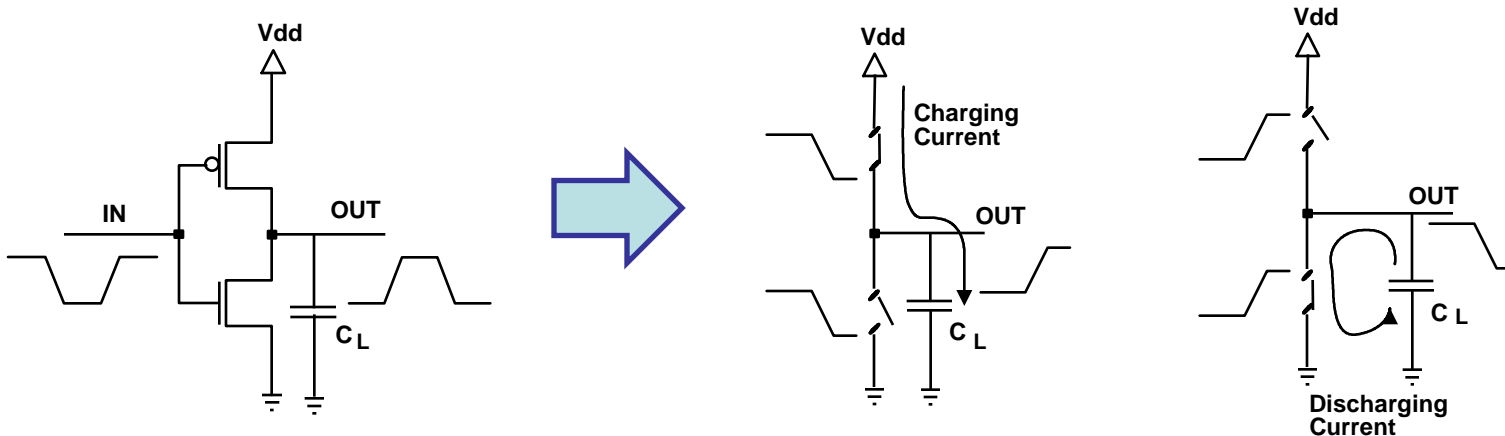 Vdd
IN
OUT
C L
Vdd
Charging
Current
OUT
C L
Vdd
OUT
C L
Discharging
Current